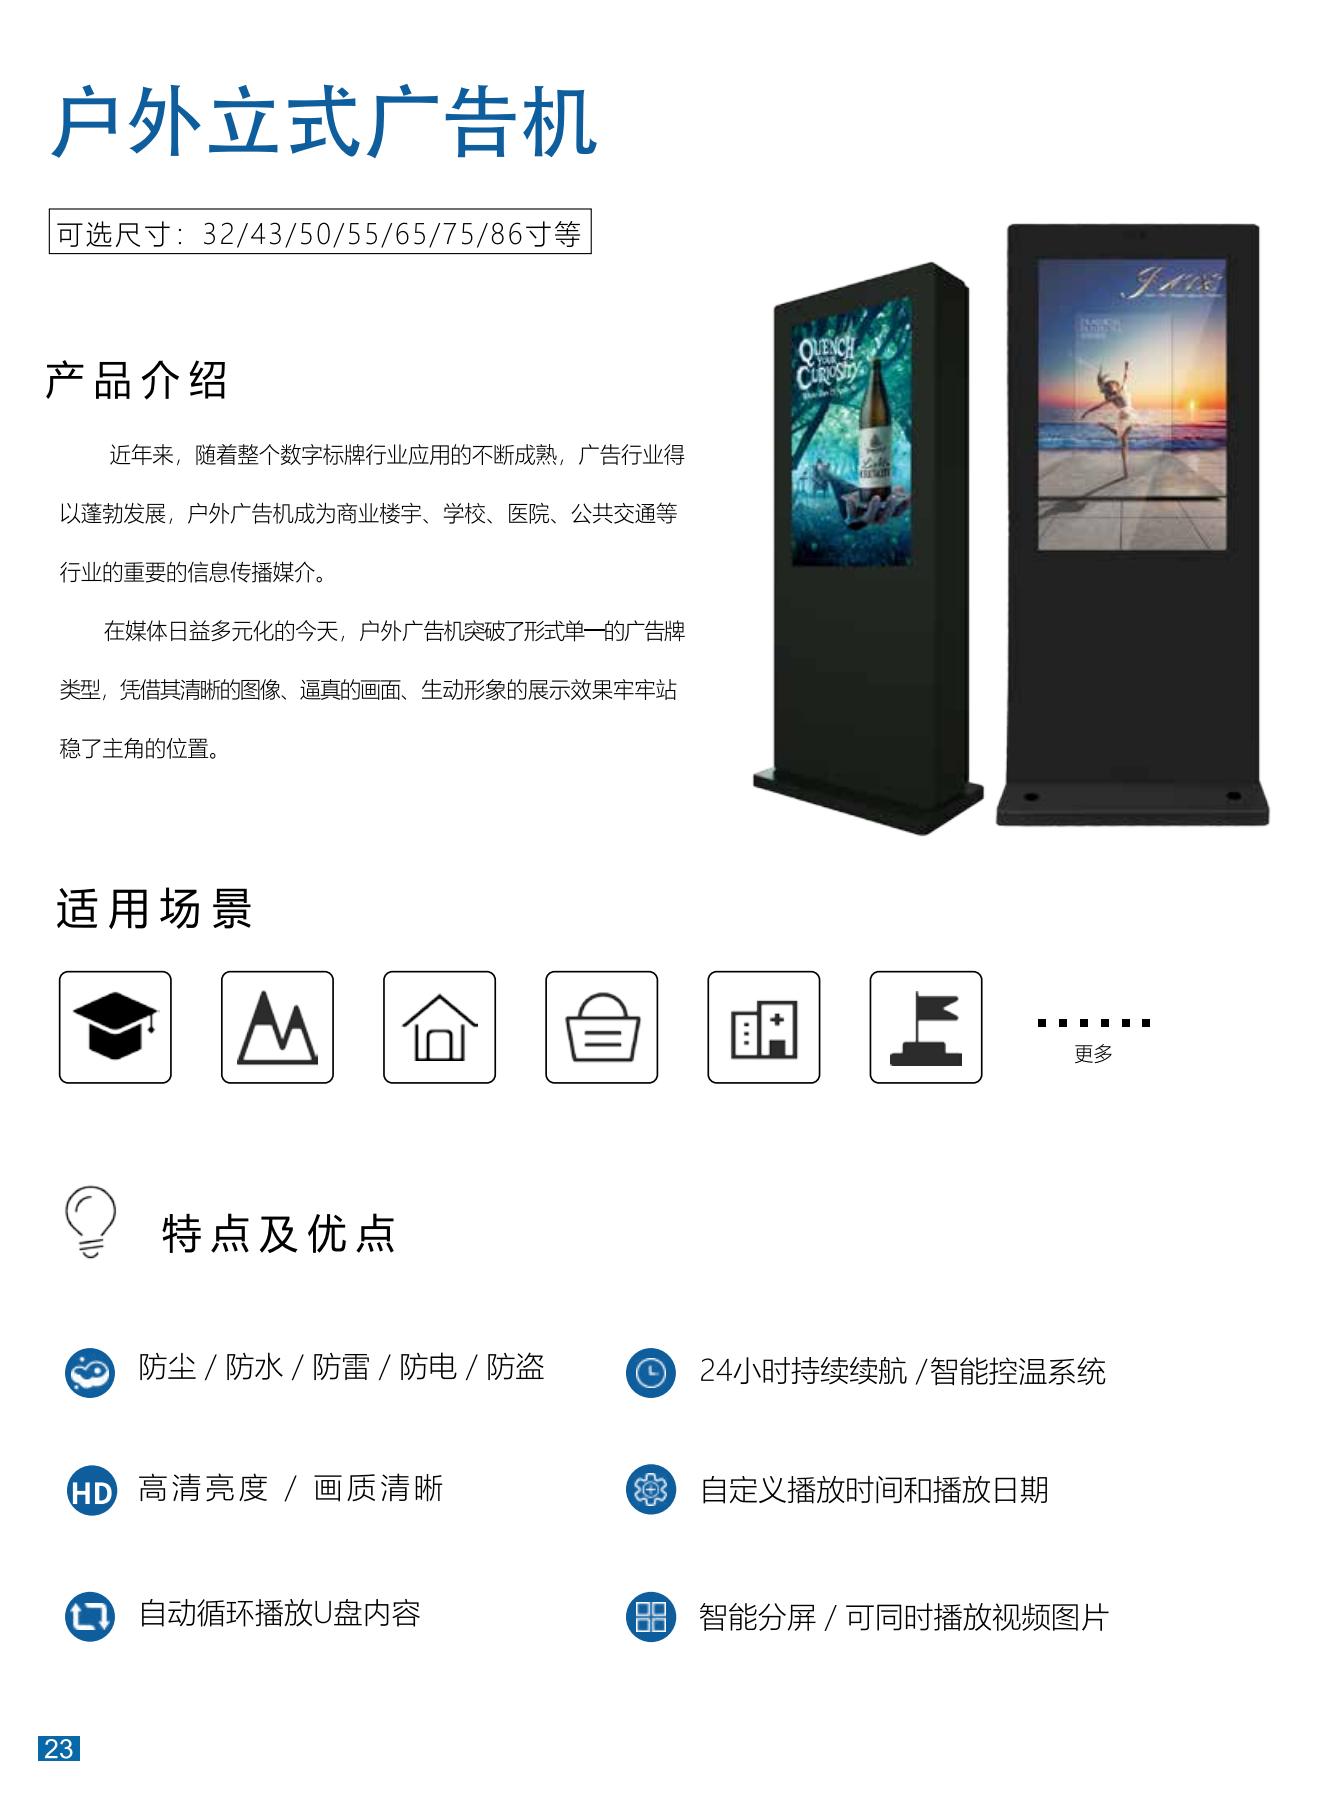 户外立式广告机
可选尺寸：32/43/50/55/65/75/86寸等
产品介绍
近年来，随着整个数字标牌行业应用的不断成熟，广告行业得
以蓬勃发展，户外广告机成为商业楼宇、学校、医院、公共交通等
行业的重要的信息传播媒介。
在媒体日益多元化的今天，户外广告机突破了形式单一的广告牌
类型，凭借其清晰的图像、逼真的画面、生动形象的展示效果牢牢站
稳了主角的位置。
QUENCH
YOUR
CURIOSITY
适用场景
······
更多
特点及优点
防尘 / 防水 / 防雷 / 防电 / 防盗
24小时持续续航 /智能控温系统
HD
高清亮度 / 画质清晰
自定义播放时间和播放日期
自动循环播放U盘内容
智能分屏 / 可同时播放视频图片
23